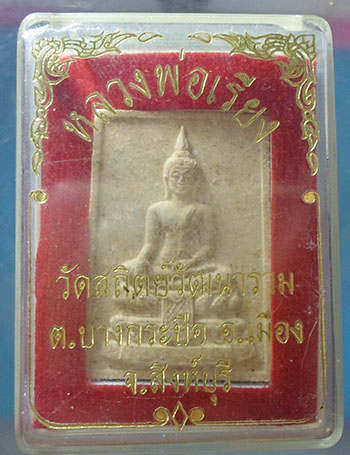 หลวงพ่อเรียง
วัดสถิตย์วัฒนาราม
ต.บางกระบือ อ.เมือง
จ.สิงห์บุรี